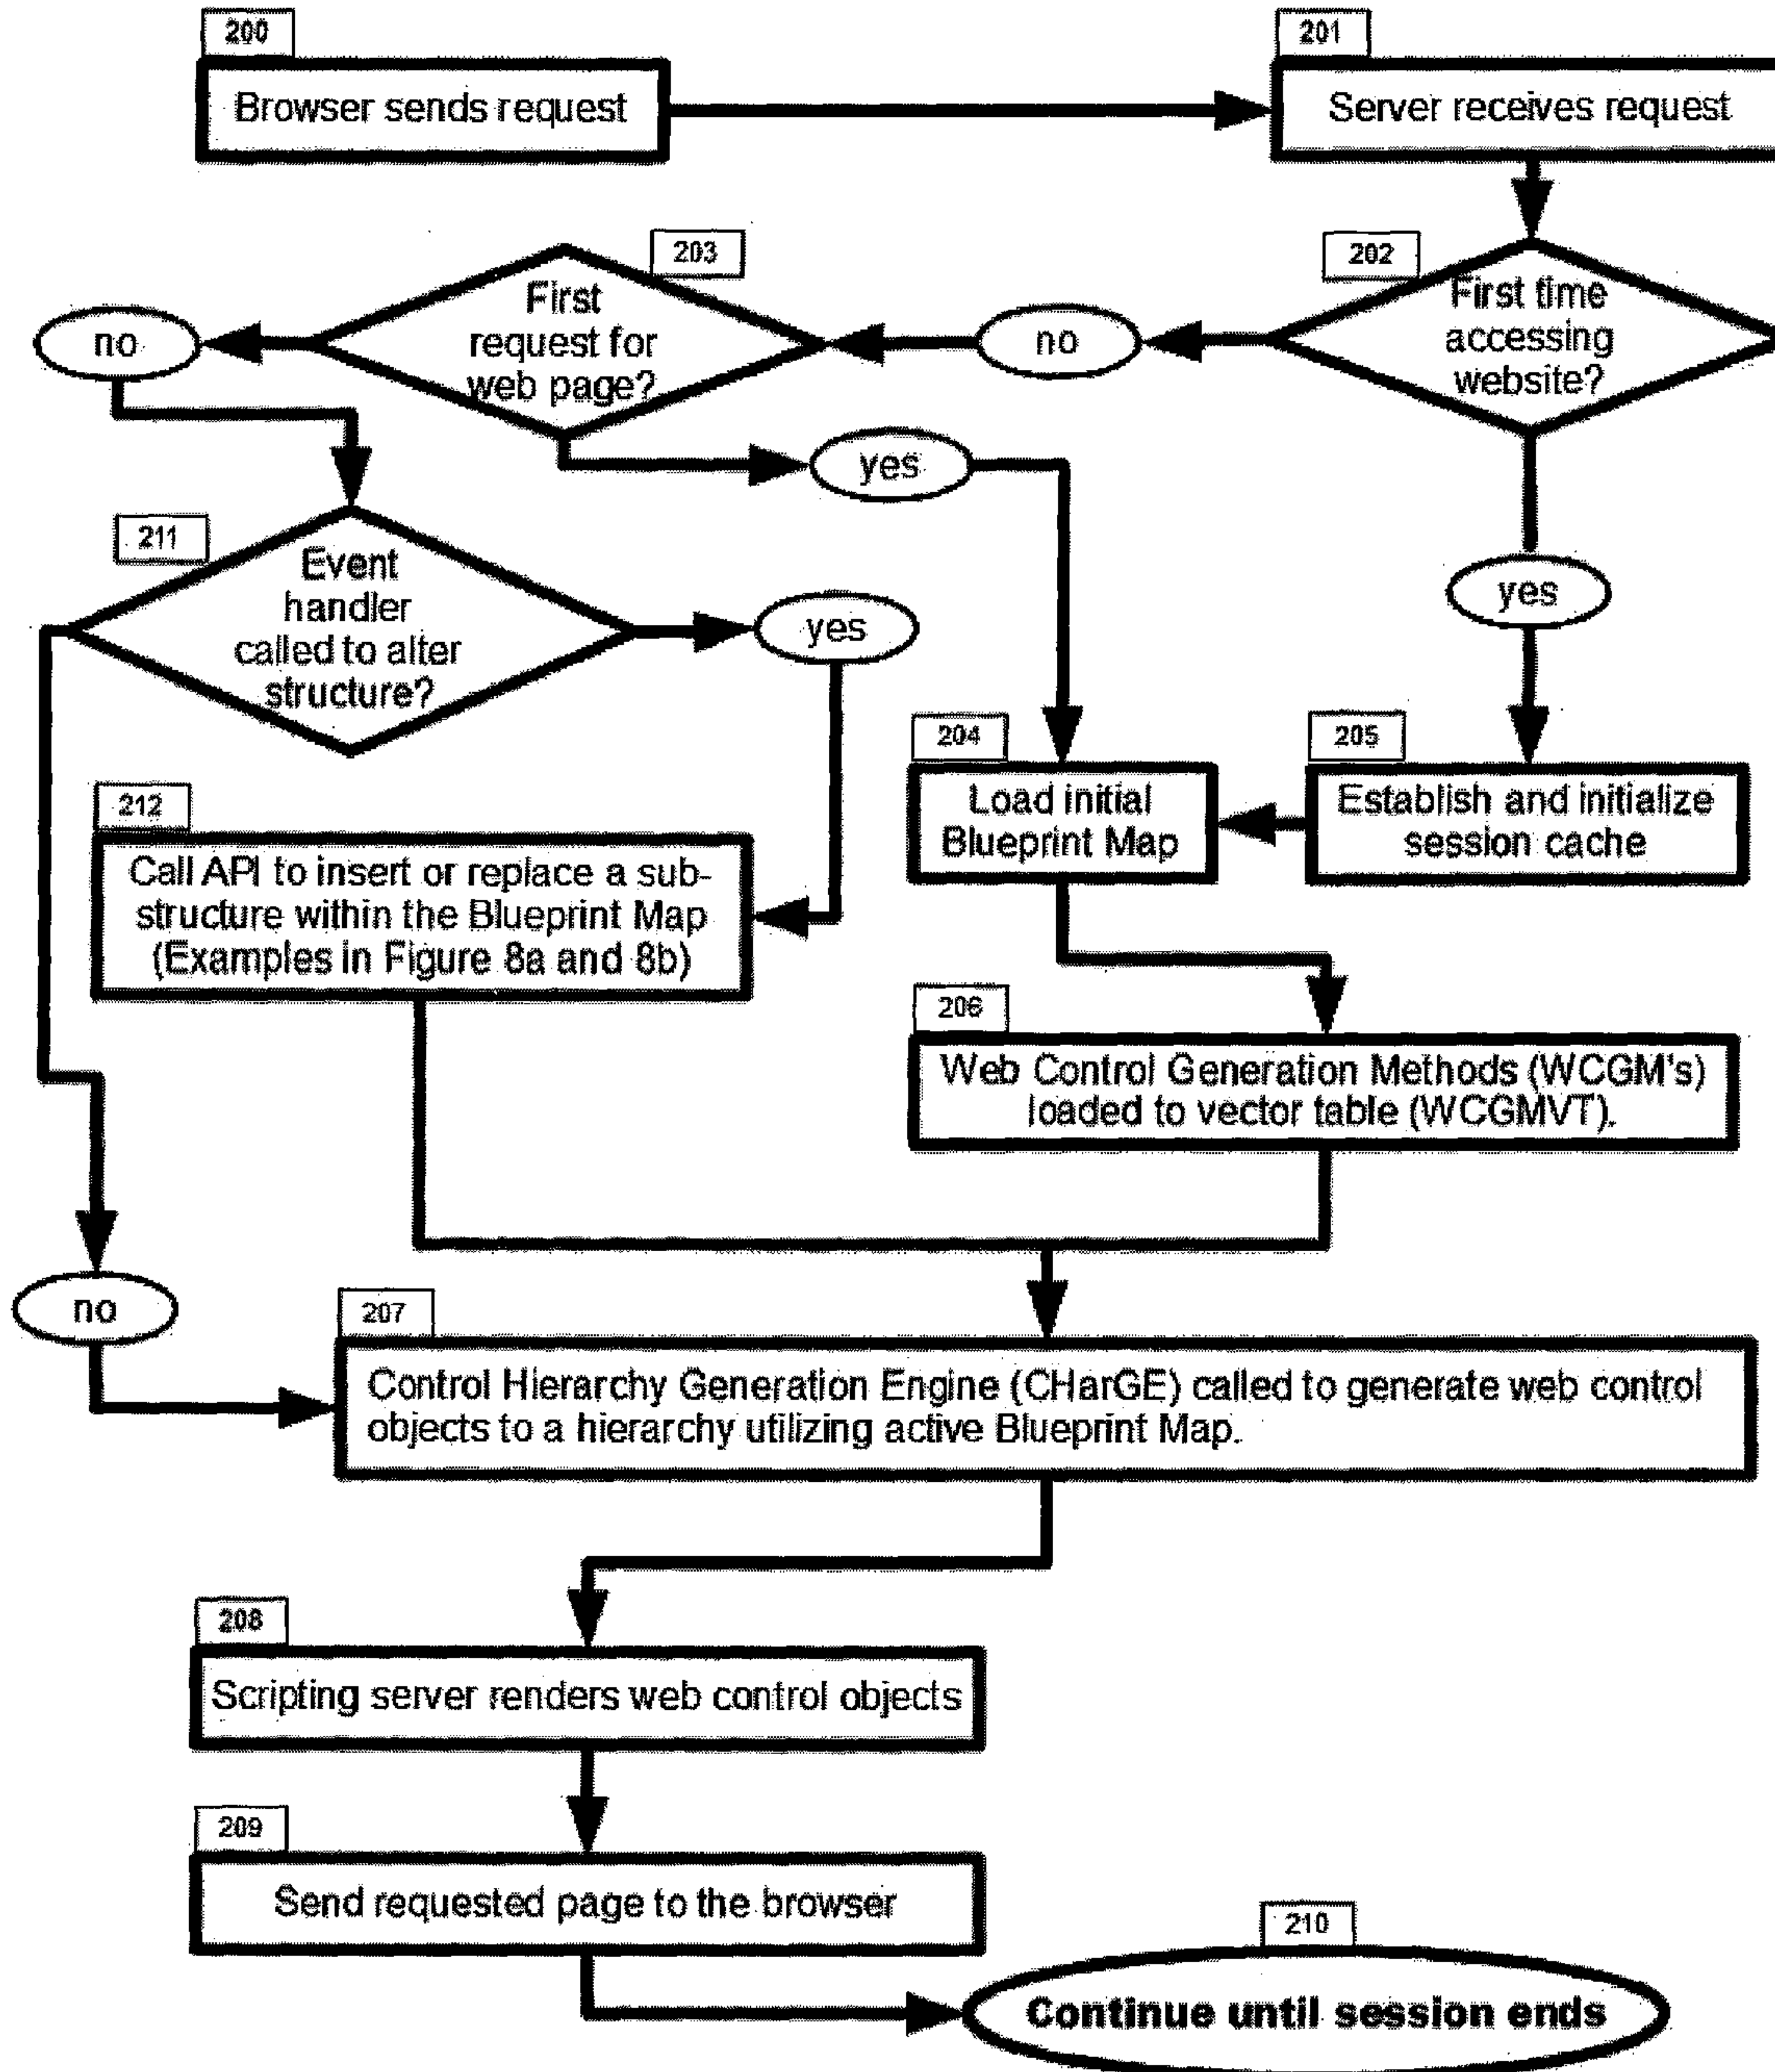 200
Browser sends request
201
Server receives request
202
First time
accessing
website?
no
203
First
request for
web page?
no
yes
yes
211
Event
handler
called to alter
structure?
yes
204
Load initial
Blueprint Map
205
Establish and initialize
session cache
212
Call API to insert or replace a sub-
structure within the Blueprint Map
(Examples in Figure 8a and 8b)
206
Web Control Generation Methods (WCGM's)
loaded to vector table (WCGMVT).
no
207
Control Hierarchy Generation Engine (CHarGE) called to generate web control
objects to a hierarchy utilizing active Blueprint Map.
208
Scripting server renders web control objects
209
Send requested page to the browser
210
Continue until session ends